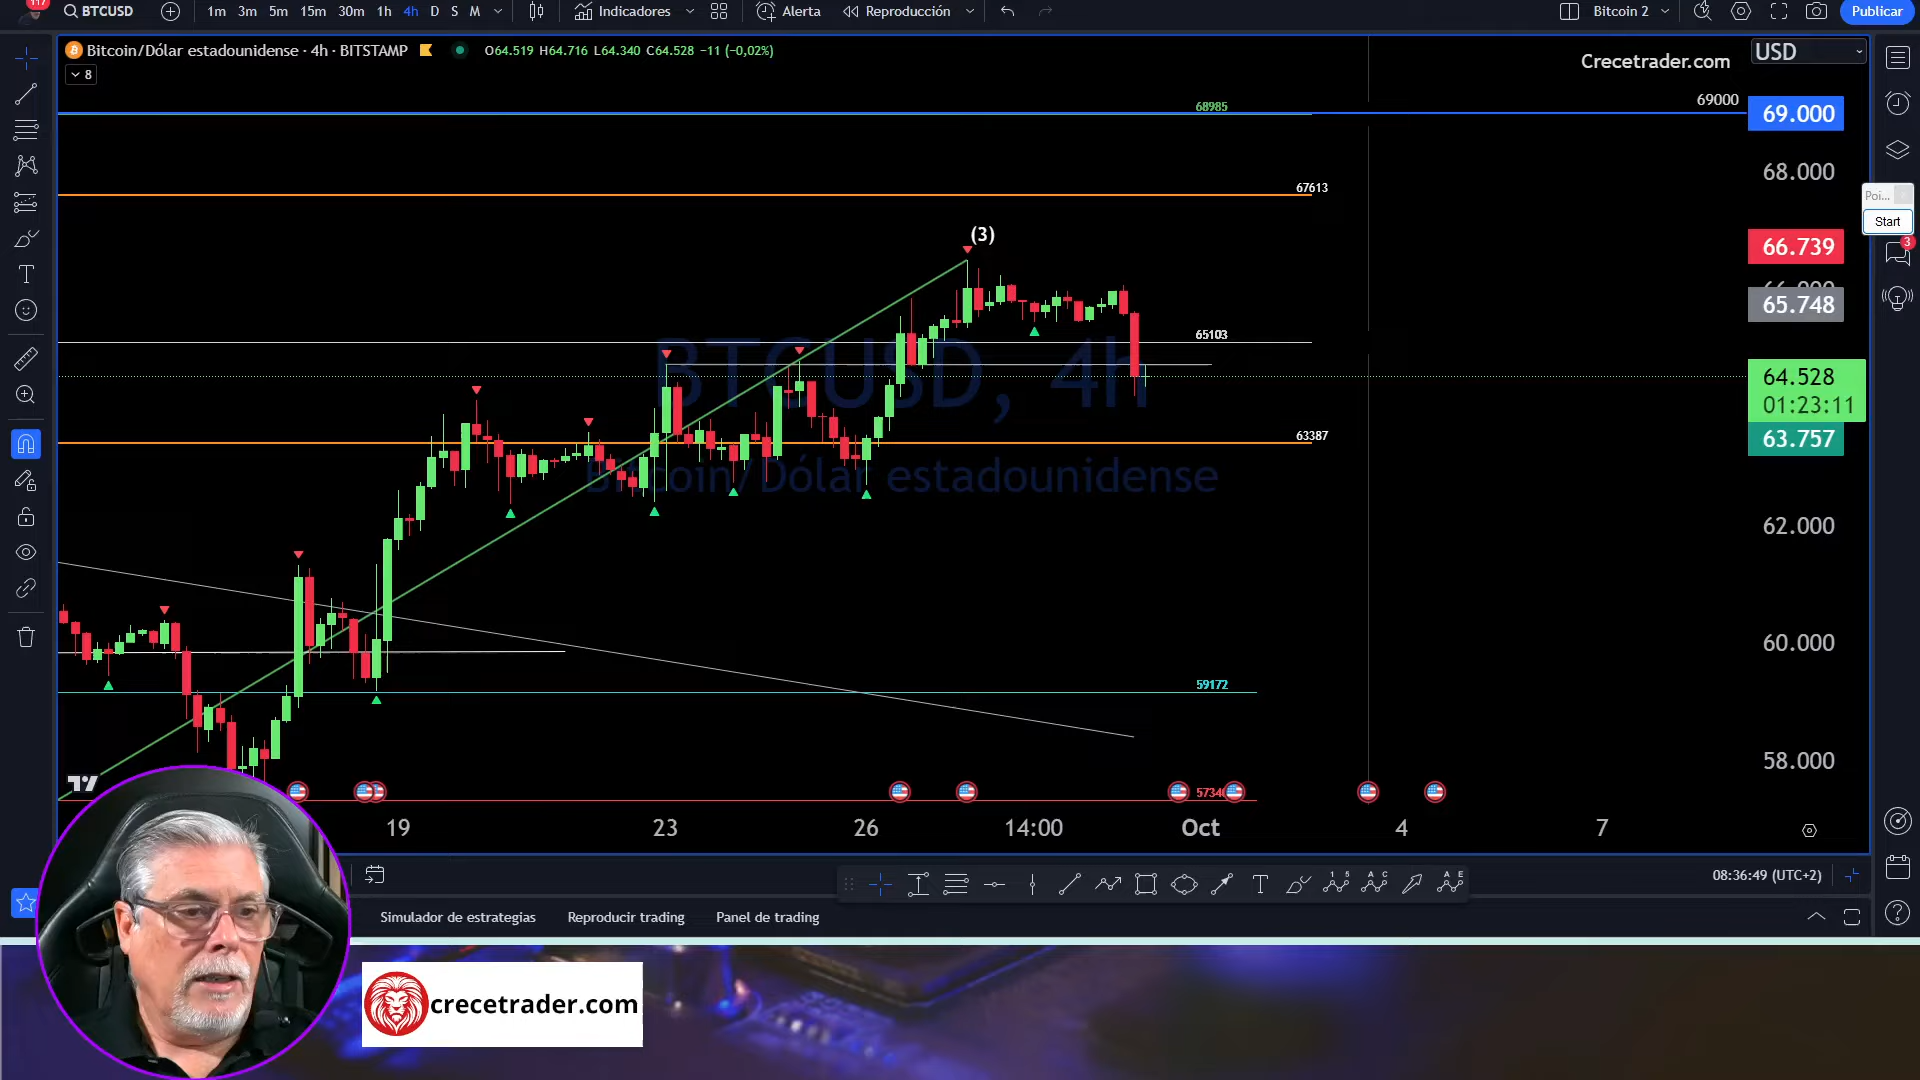 BTCUSD 1m 3m 5m 15m 30m 1h 4h D S M Indicadores Alerta Reproducción Bitcoin 2 Publicar
Bitcoin/Dólar estadounidense · 4h · BITSTAMP O64.519 H64.716 L64.340 C64.528 −11 (−0,02%)
8
Crecetrader.com
USD
68985
69000
69.000
68.000
67613
Poi...
Start
3
(3)
66.739
65.748
65103
BTCUSD, 4h
64.528
01:23:11
63387
63.757
Bitcoin/Dólar estadounidense
62.000
60.000
59172
58.000
19 23 26 14:00 Oct 4 7
08:36:49 (UTC+2)
Simulador de estrategias Reproducir trading Panel de trading
crecetrader.com